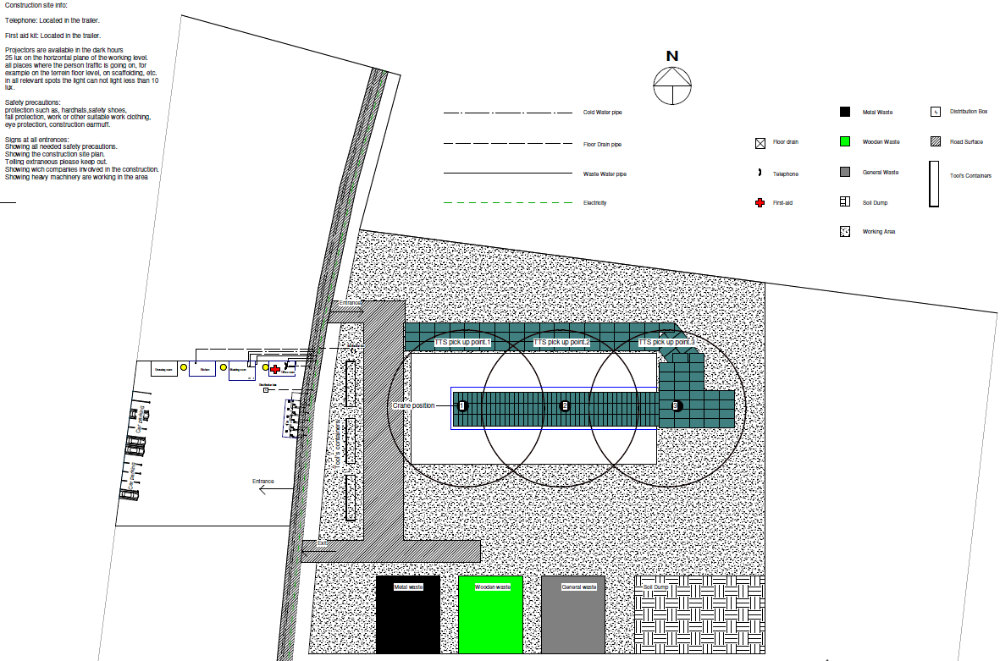 Construction site info:
Telephone: Located in the trailer.
First aid kit: Located in the trailer.
Projectors are available in the dark hours
25 lux on the horizontal plane of the working level.
all places where the person traffic is going on, for
example on the terrein floor level, on scaffolding, etc.
in all relevant spots the light can not light less than 10
lux.
Safety precautions:
protection such as, hardhats,safety shoes,
fall protection, work or other suitable work clothing,
eye protection, construction earmuff.
Signs at all entrences:
Showing all needed safety precautions.
Showing the construction site plan.
Telling extraneous please keep out.
Showing wich companies involved in the construction.
Showing heavy machinery are working in the area
N
Cold Water pipe
Floor Drain pipe
Waste Water pipe
Electricity
Floor drain
Telephone
First-aid
Metal Waste
Wooden Waste
General Waste
Soil Dump
Working Area
Distribution Box
Road Surface
Tool's Containers
Entrance
TTS pick up point.1
TTS pick up point.2
TTS pick up point.3
Kitchen
Crane position
1
2
3
Tool's containers
Car parking
Car parking
Entrance
Exit
Metal waste
Wooden waste
General waste
Soil Dump